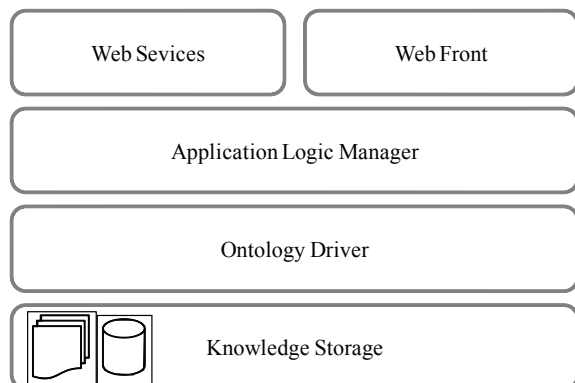 Web Sevices
Web Front
Application Logic Manager
Ontology Driver
Knowledge Storage